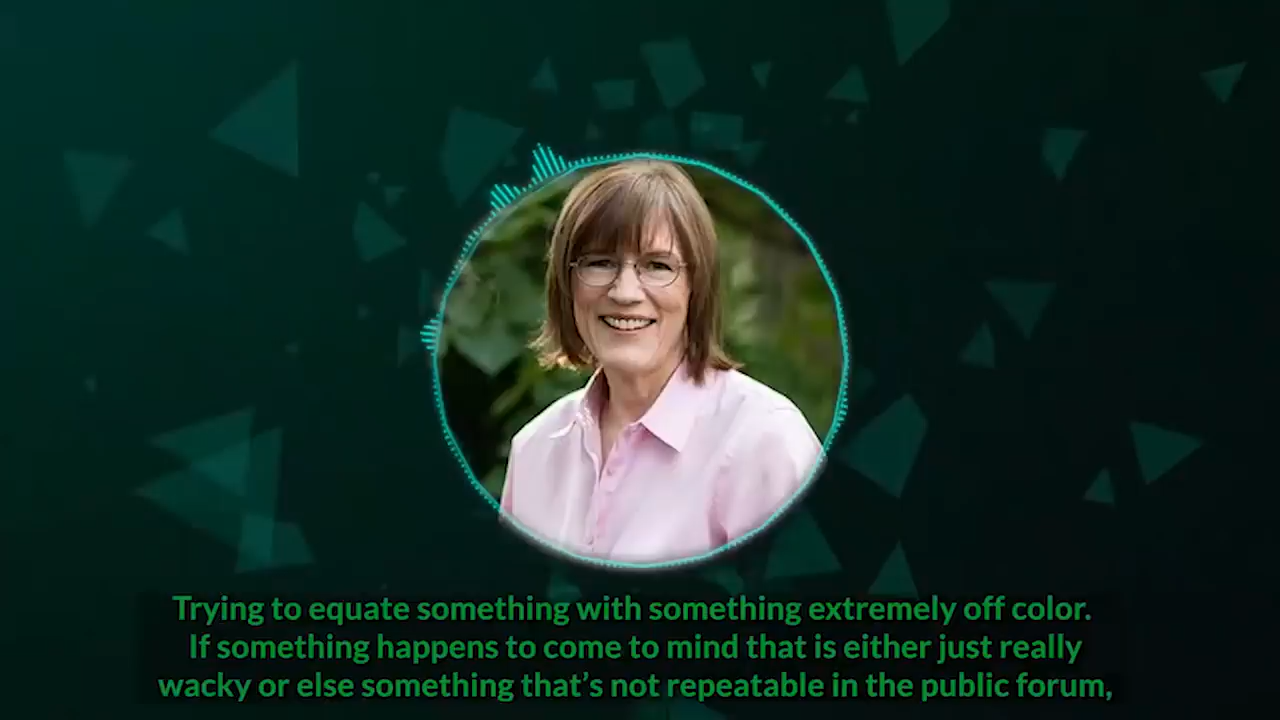 Trying to equate something with something extremely off color.
If something happens to come to mind that is either just really
wacky or else something that’s not repeatable in the public forum,